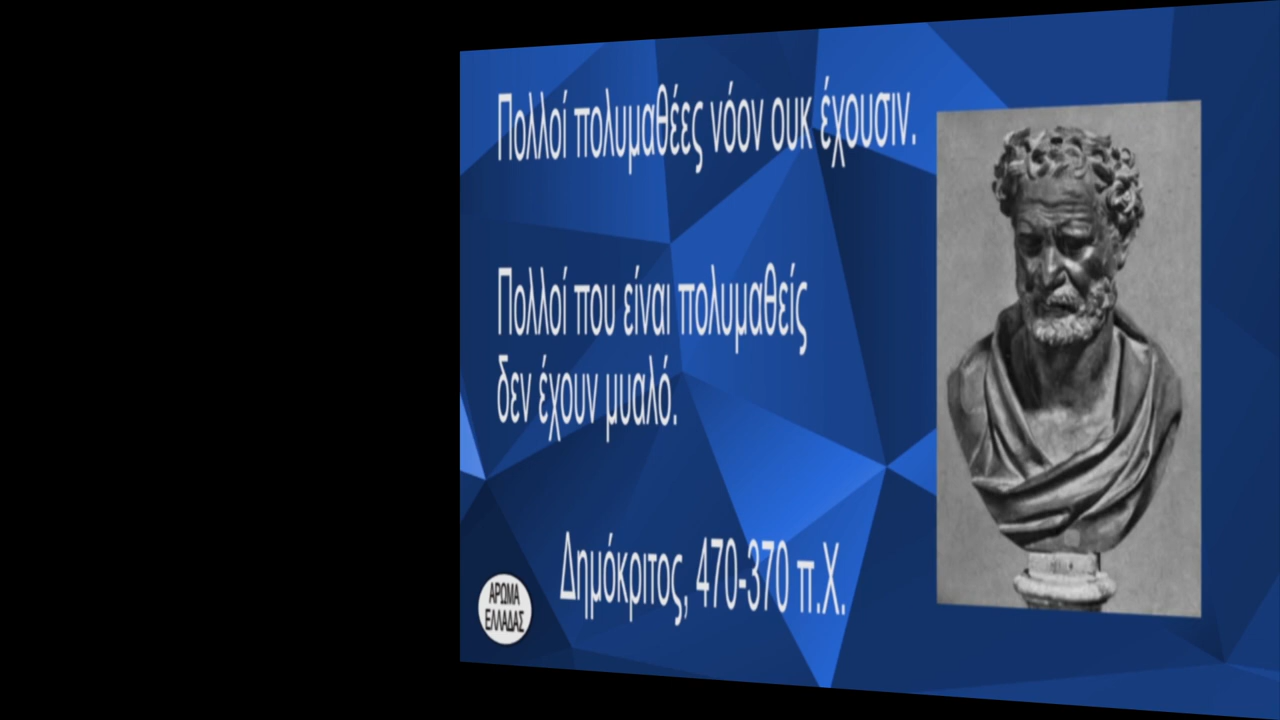 Πολλοί πολυμαθέες νόον ουκ έχουσιν.
Πολλοί που είναι πολυμαθείς
δεν έχουν μυαλό.
Δημόκριτος, 470-370 π.Χ.
ΑΡΩΜΑ
ΕΛΛΑΔΑΣ